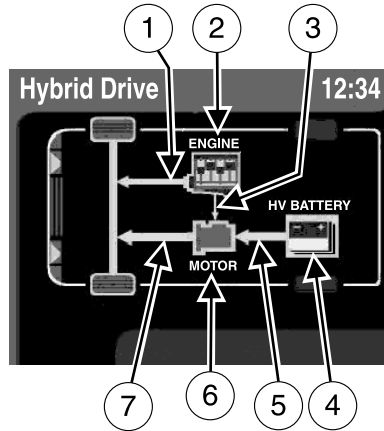 1 2 3
Hybrid Drive 12:34
ENGINE
HV BATTERY
MOTOR
7 6 5 4